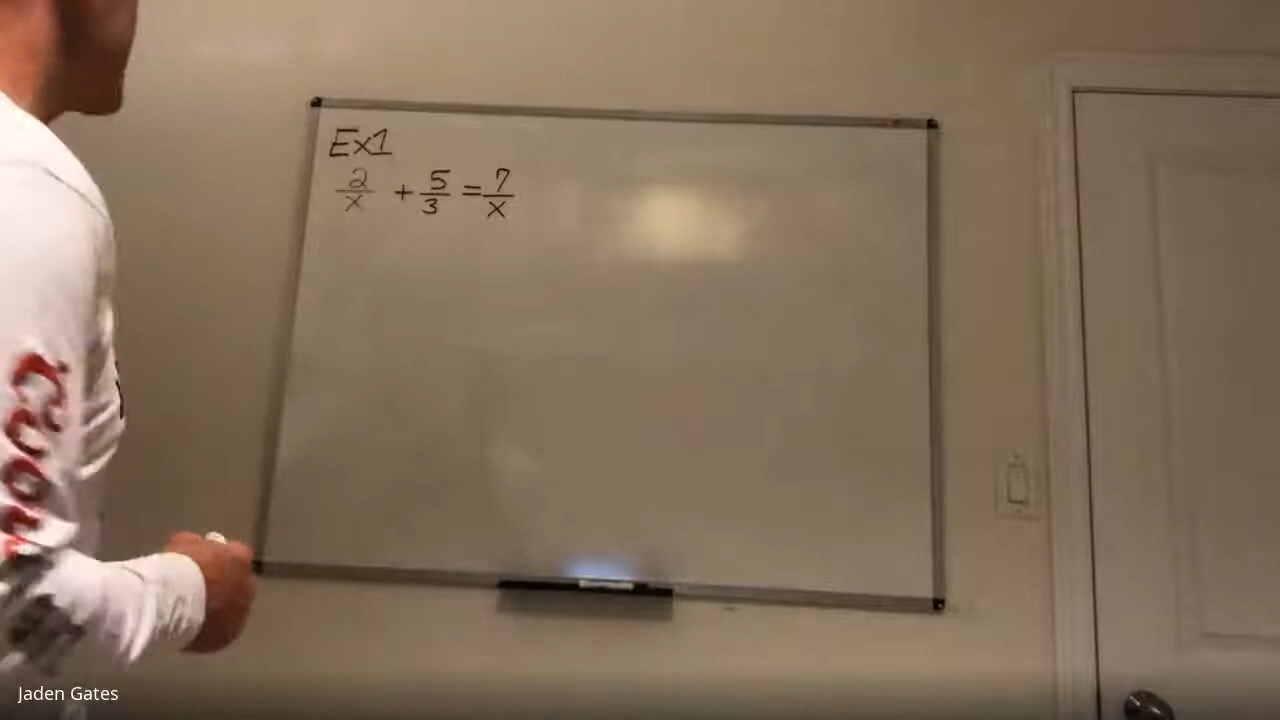 Ex1
2/x + 5/3 = 7/x
Jaden Gates